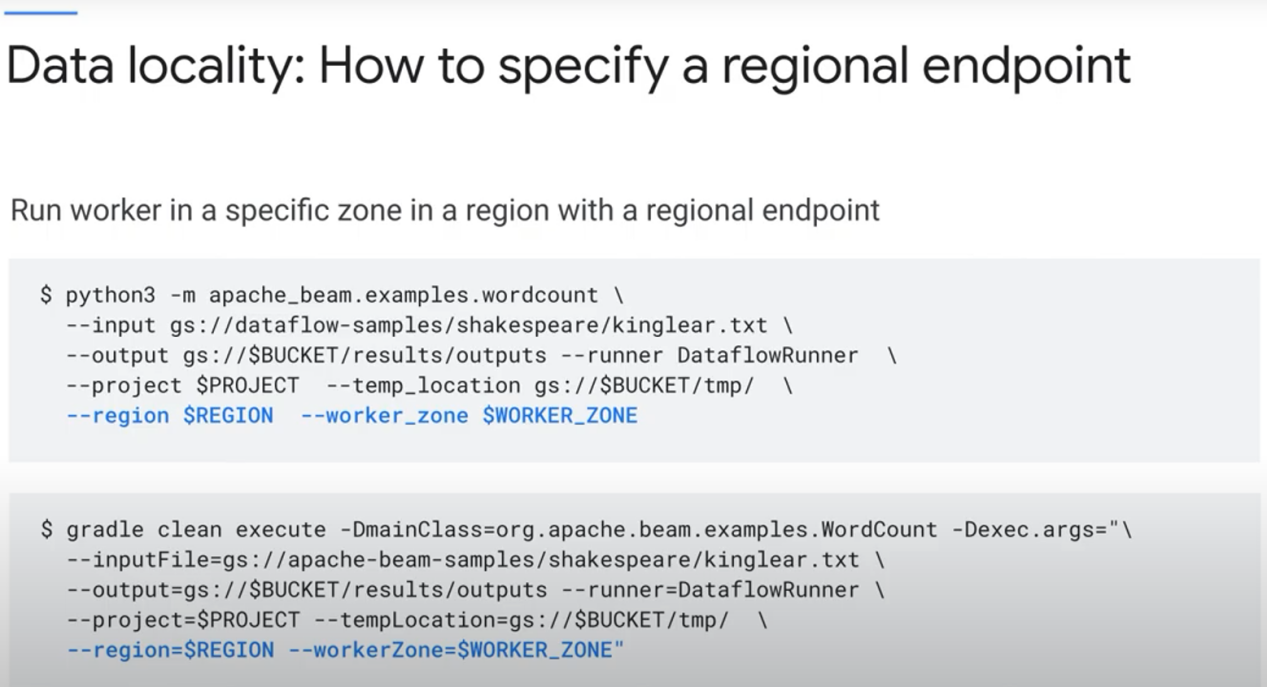 Data locality: How to specify a regional endpoint
Run worker in a specific zone in a region with a regional endpoint
$ python3 -m apache_beam.examples.wordcount \
--input gs://dataflow-samples/shakespeare/kinglear.txt \
--output gs://$BUCKET/results/outputs --runner DataflowRunner \
--project $PROJECT --temp_location gs://$BUCKET/tmp/ \
--region $REGION --worker_zone $WORKER_ZONE
$ gradle clean execute -DmainClass=org.apache.beam.examples.WordCount -Dexec.args="\
--inputFile=gs://apache-beam-samples/shakespeare/kinglear.txt \
--output=gs://$BUCKET/results/outputs --runner=DataflowRunner \
--project=$PROJECT --tempLocation=gs://$BUCKET/tmp/ \
--region=$REGION --workerZone=$WORKER_ZONE"